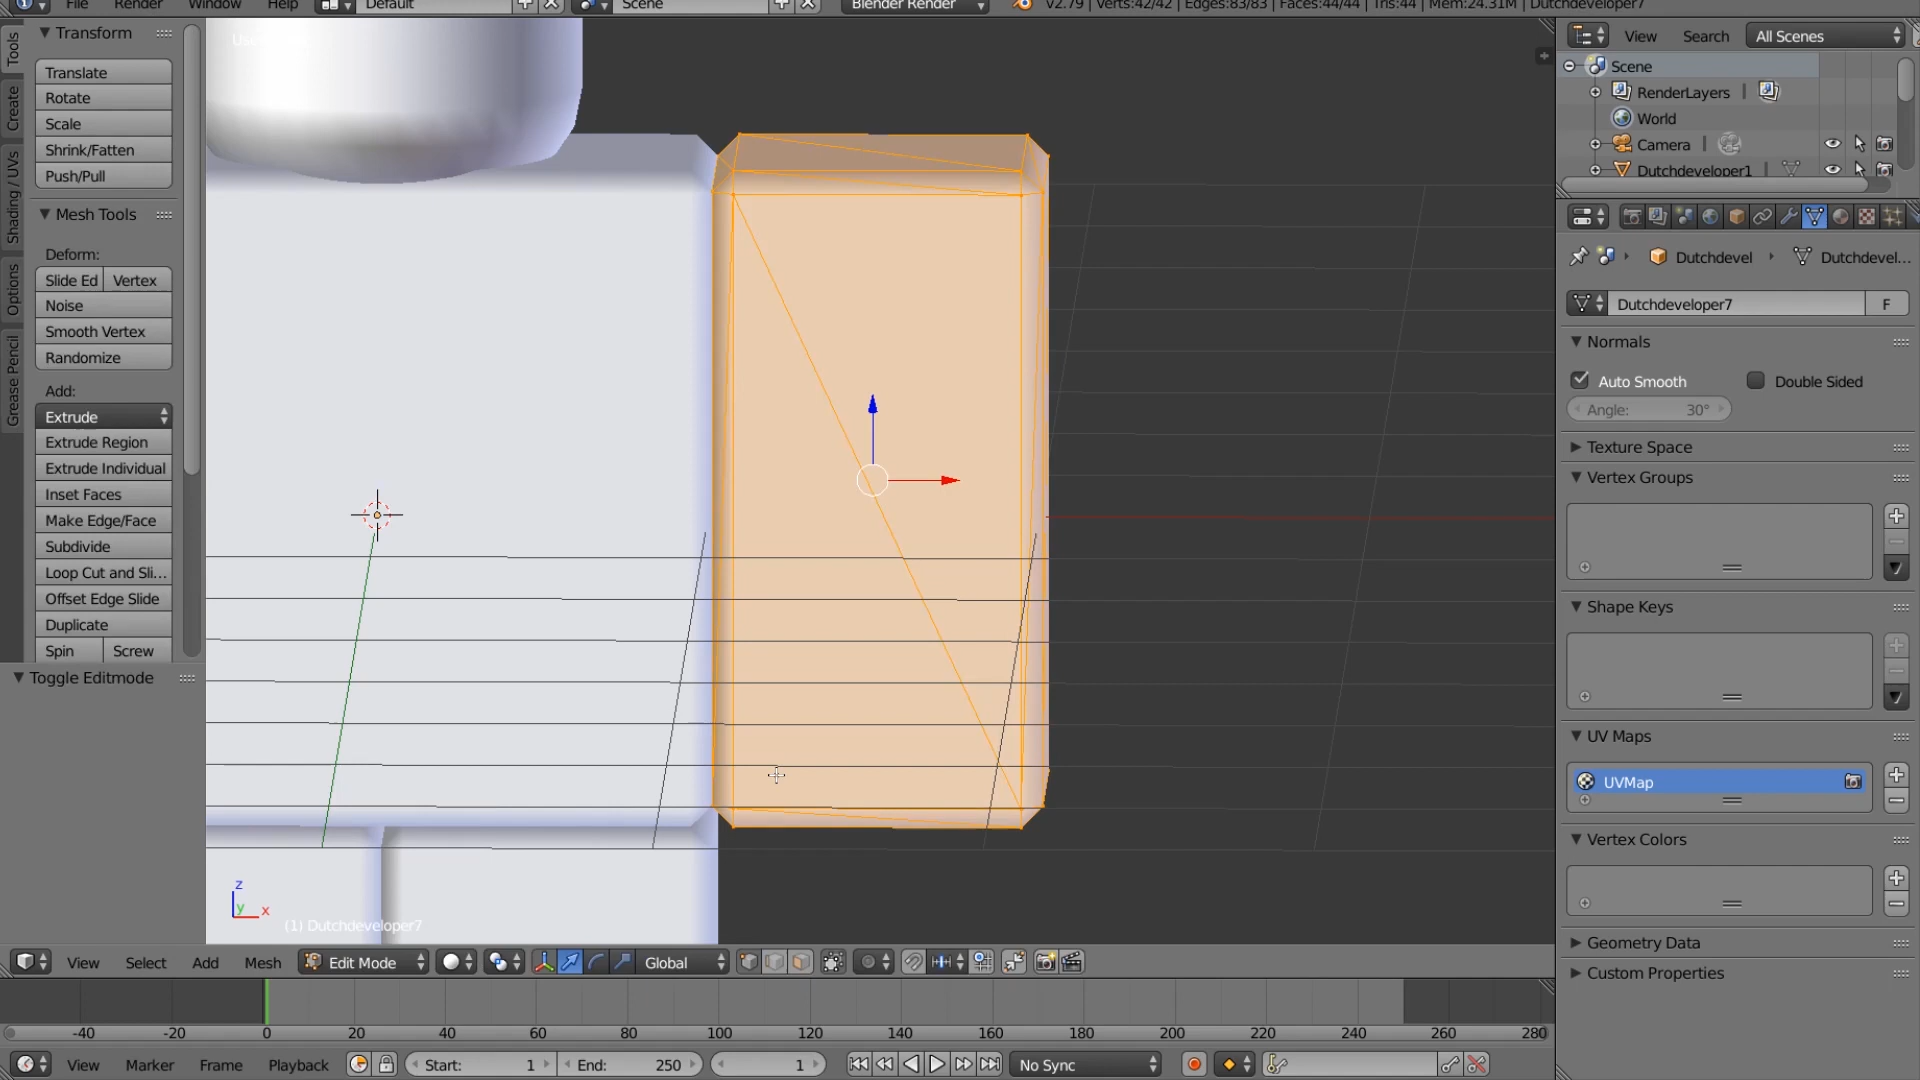 File Render Window Help Default Scene Blender Render v2.79 | Verts:42/42 | Edges:83/83 | Faces:44/44 | Tris:44 | Mem:24.31M | Dutchdeveloper7
Tools
Create
Shading / UVs
Options
Grease Pencil
Transform
Translate
Rotate
Scale
Shrink/Fatten
Push/Pull
Mesh Tools
Deform:
Slide Ed Vertex
Noise
Smooth Vertex
Randomize
Add:
Extrude
Extrude Region
Extrude Individual
Inset Faces
Make Edge/Face
Subdivide
Loop Cut and Sli...
Offset Edge Slide
Duplicate
Spin Screw
Toggle Editmode
z
y x
(1) Dutchdeveloper7
View Select Add Mesh Edit Mode Global
-40 -20 0 20 40 60 80 100 120 140 160 180 200 220 240 260 280
View Marker Frame Playback Start: 1 End: 250 1 No Sync
View Search All Scenes
Scene
RenderLayers |
World
Camera |
Dutchdeveloper1
Dutchdevel Dutchdevel...
Dutchdeveloper7 F
Normals
Auto Smooth Double Sided
Angle: 30°
Texture Space
Vertex Groups
Shape Keys
UV Maps
UVMap
Vertex Colors
Geometry Data
Custom Properties